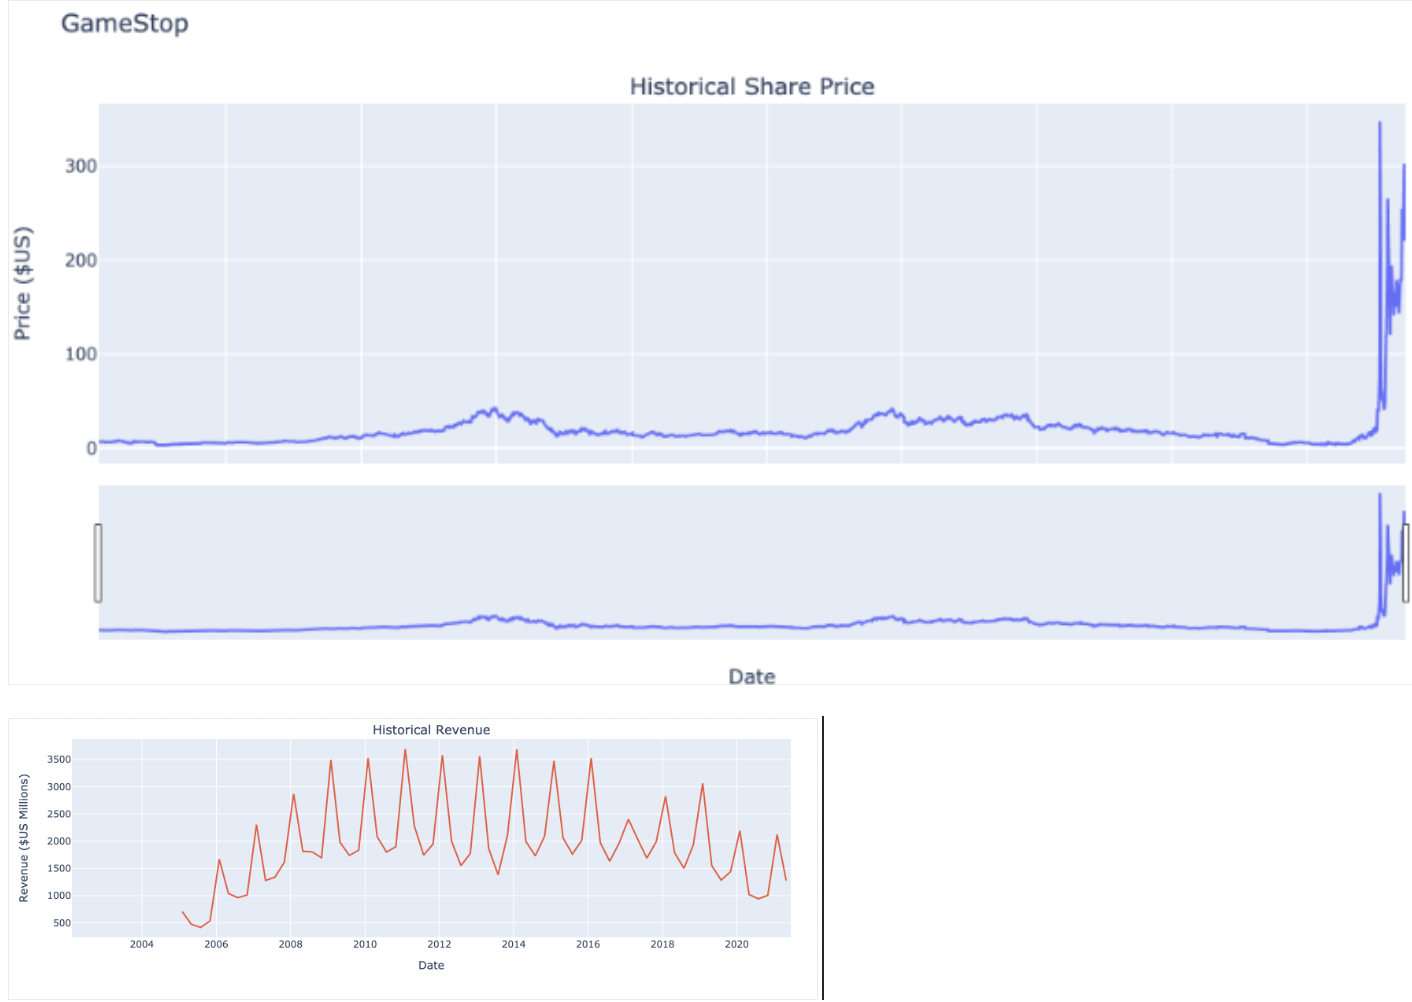 GameStop
Historical Share Price
Price ($US)
300
200
100
0
Date
Historical Revenue
Revenue ($US Millions)
3500
3000
2500
2000
1500
1000
500
2004 2006 2008 2010 2012 2014 2016 2018 2020
Date